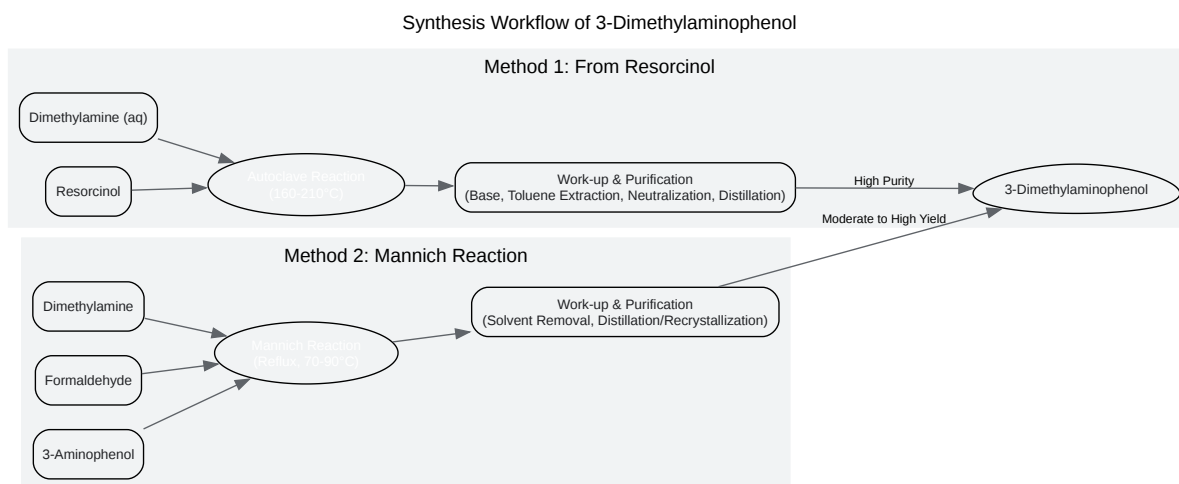 Synthesis Workflow of 3-Dimethylaminophenol
Method 1: From Resorcinol
Dimethylamine (aq)
Resorcinol
Autoclave Reaction
(160-210°C)
Work-up & Purification
(Base, Toluene Extraction, Neutralization, Distillation)
High Purity
3-Dimethylaminophenol
Moderate to High Yield
Method 2: Mannich Reaction
Dimethylamine
Formaldehyde
3-Aminophenol
Mannich Reaction
(Reflux, 70-90°C)
Work-up & Purification
(Solvent Removal, Distillation/Recrystallization)